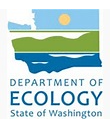 DEPARTMENT OF
ECOLOGY
State of Washington